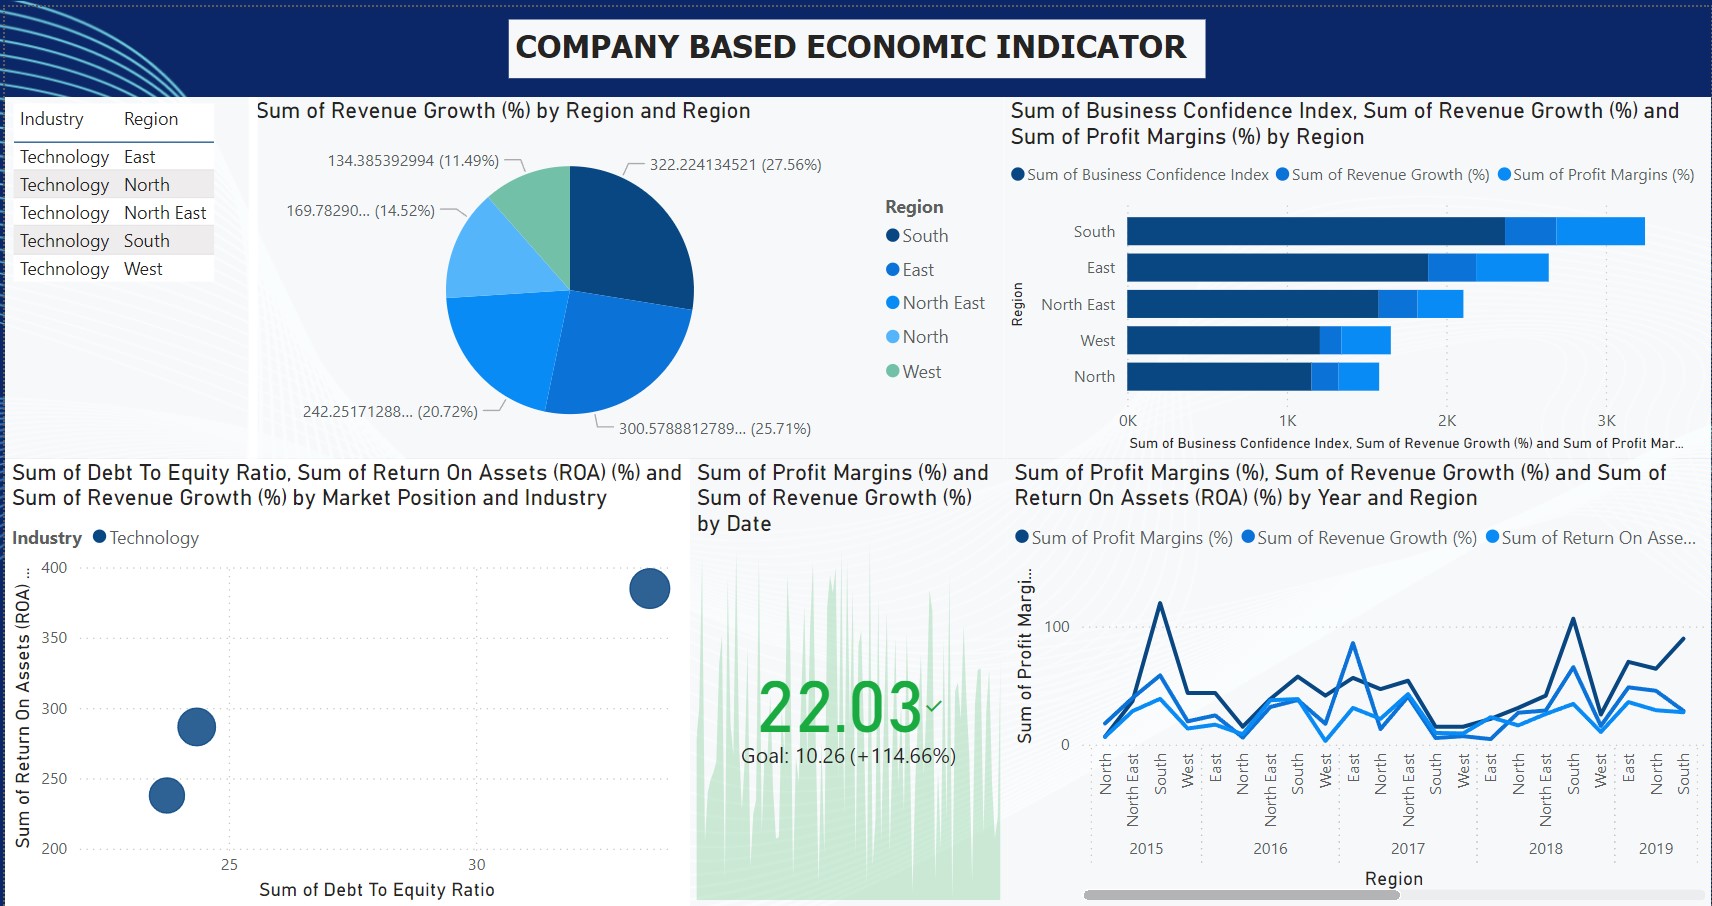 COMPANY BASED ECONOMIC INDICATOR
Industry Region
Technology East
Technology North
Technology North East
Technology South
Technology West
Sum of Revenue Growth (%) by Region and Region
134.385392994 (11.49%)
322.224134521 (27.56%)
169.78290... (14.52%)
242.25171288... (20.72%)
300.5788812789... (25.71%)
Region
South
East
North East
North
West
Sum of Business Confidence Index, Sum of Revenue Growth (%) and
Sum of Profit Margins (%) by Region
Sum of Business Confidence Index Sum of Revenue Growth (%) Sum of Profit Margins (%)
Region
South
East
North East
West
North
0K 1K 2K 3K
Sum of Business Confidence Index, Sum of Revenue Growth (%) and Sum of Profit Mar...
Sum of Debt To Equity Ratio, Sum of Return On Assets (ROA) (%) and
Sum of Revenue Growth (%) by Market Position and Industry
Industry Technology
Sum of Return On Assets (ROA) ...
400
350
300
250
200
25 30
Sum of Debt To Equity Ratio
Sum of Profit Margins (%) and
Sum of Revenue Growth (%)
by Date
22.03
Goal: 10.26 (+114.66%)
Sum of Profit Margins (%), Sum of Revenue Growth (%) and Sum of
Return On Assets (ROA) (%) by Year and Region
Sum of Profit Margins (%) Sum of Revenue Growth (%) Sum of Return On Asse...
Sum of Profit Margi...
100
0
North North East South West East North North East South West East North North East South West East North North East South West East North South
2015 2016 2017 2018 2019
Region